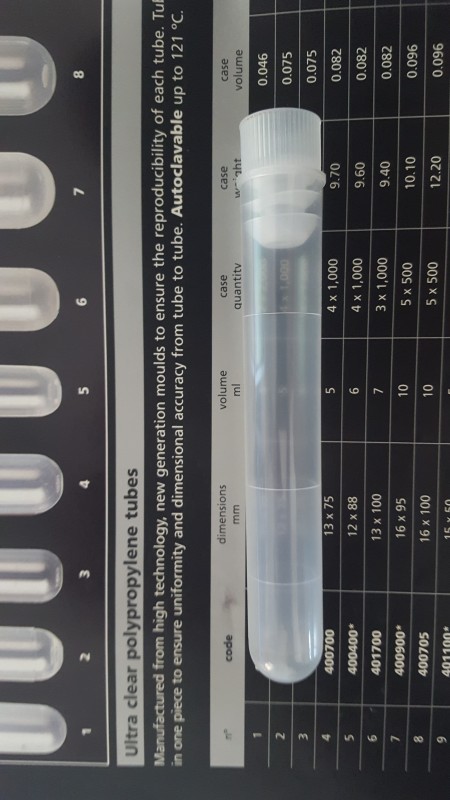 1 2 3 4 5 6 7 8
Ultra clear polypropylene tubes
Manufactured from high technology, new generation moulds to ensure the reproducibility of each tube.
in one piece to ensure uniformity and dimensional accuracy from tube to tube. Autoclavable up to 121 °C.
n° code dimensions volume case case case
mm ml quantity weight volume
1 0.046
2 0.075
3 0.075
4 400700 13 x 75 5 4 x 1,000 9.70 0.082
5 400400* 12 x 88 6 4 x 1,000 9.60 0.082
6 401700 13 x 100 7 3 x 1,000 9.40 0.082
7 400900* 16 x 95 10 5 x 500 10.10 0.096
8 400705 16 x 100 10 5 x 500 12.20 0.096
9 401100*